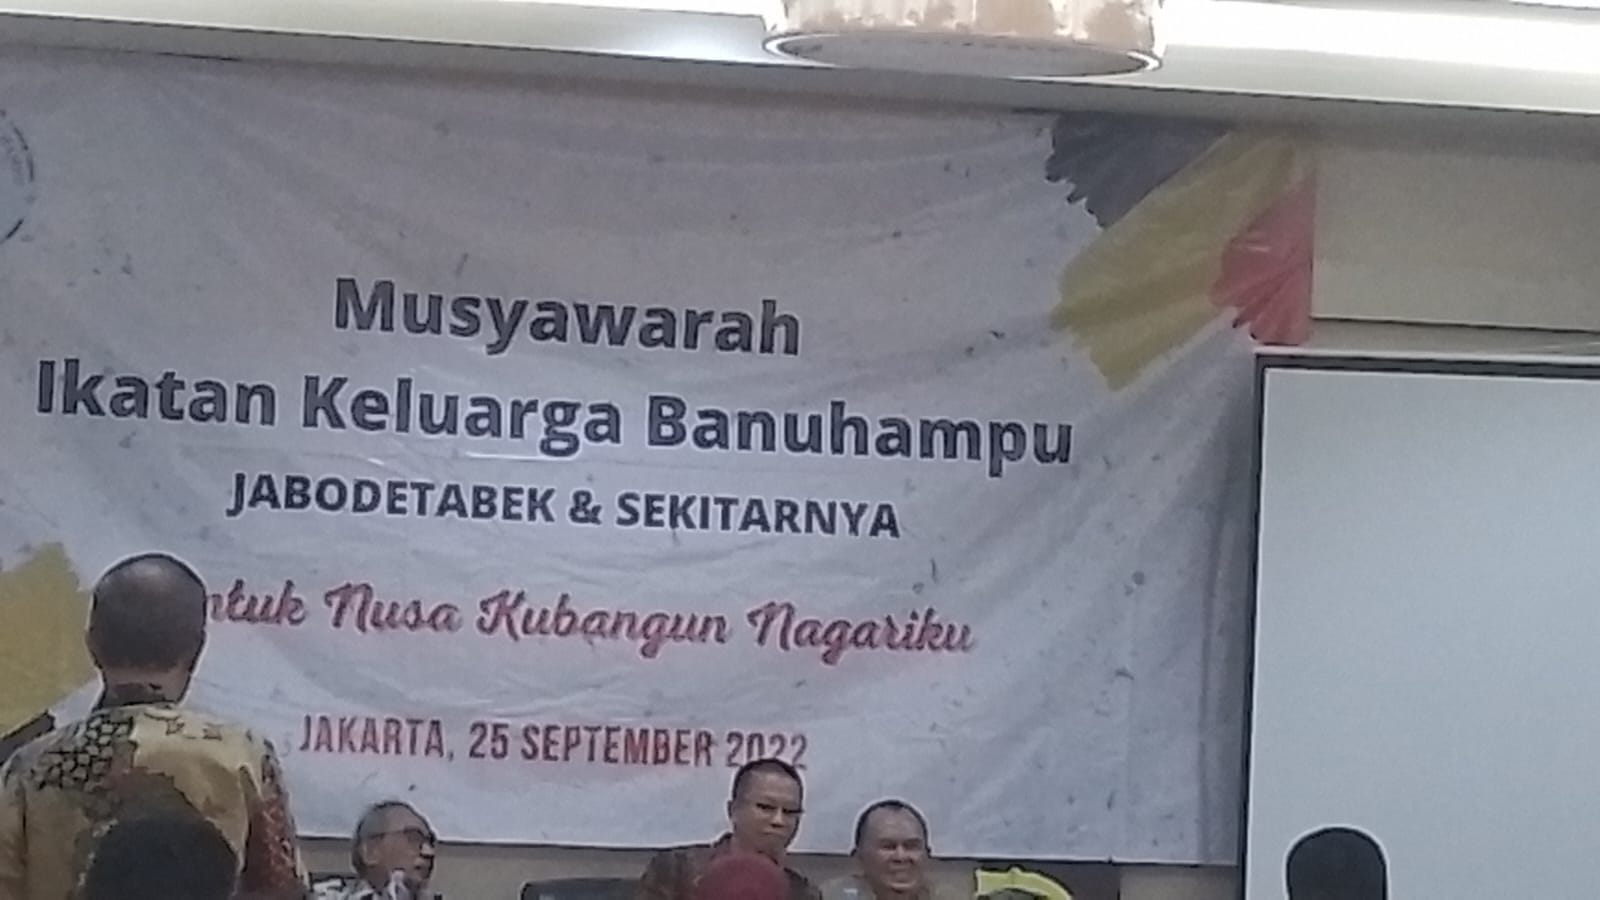 Musyawarah
Ikatan Keluarga Banuhampu
JABODETABEK & SEKITARNYA
Nusa Kubangun Nagariku
JAKARTA, 25 SEPTEMBER 2022